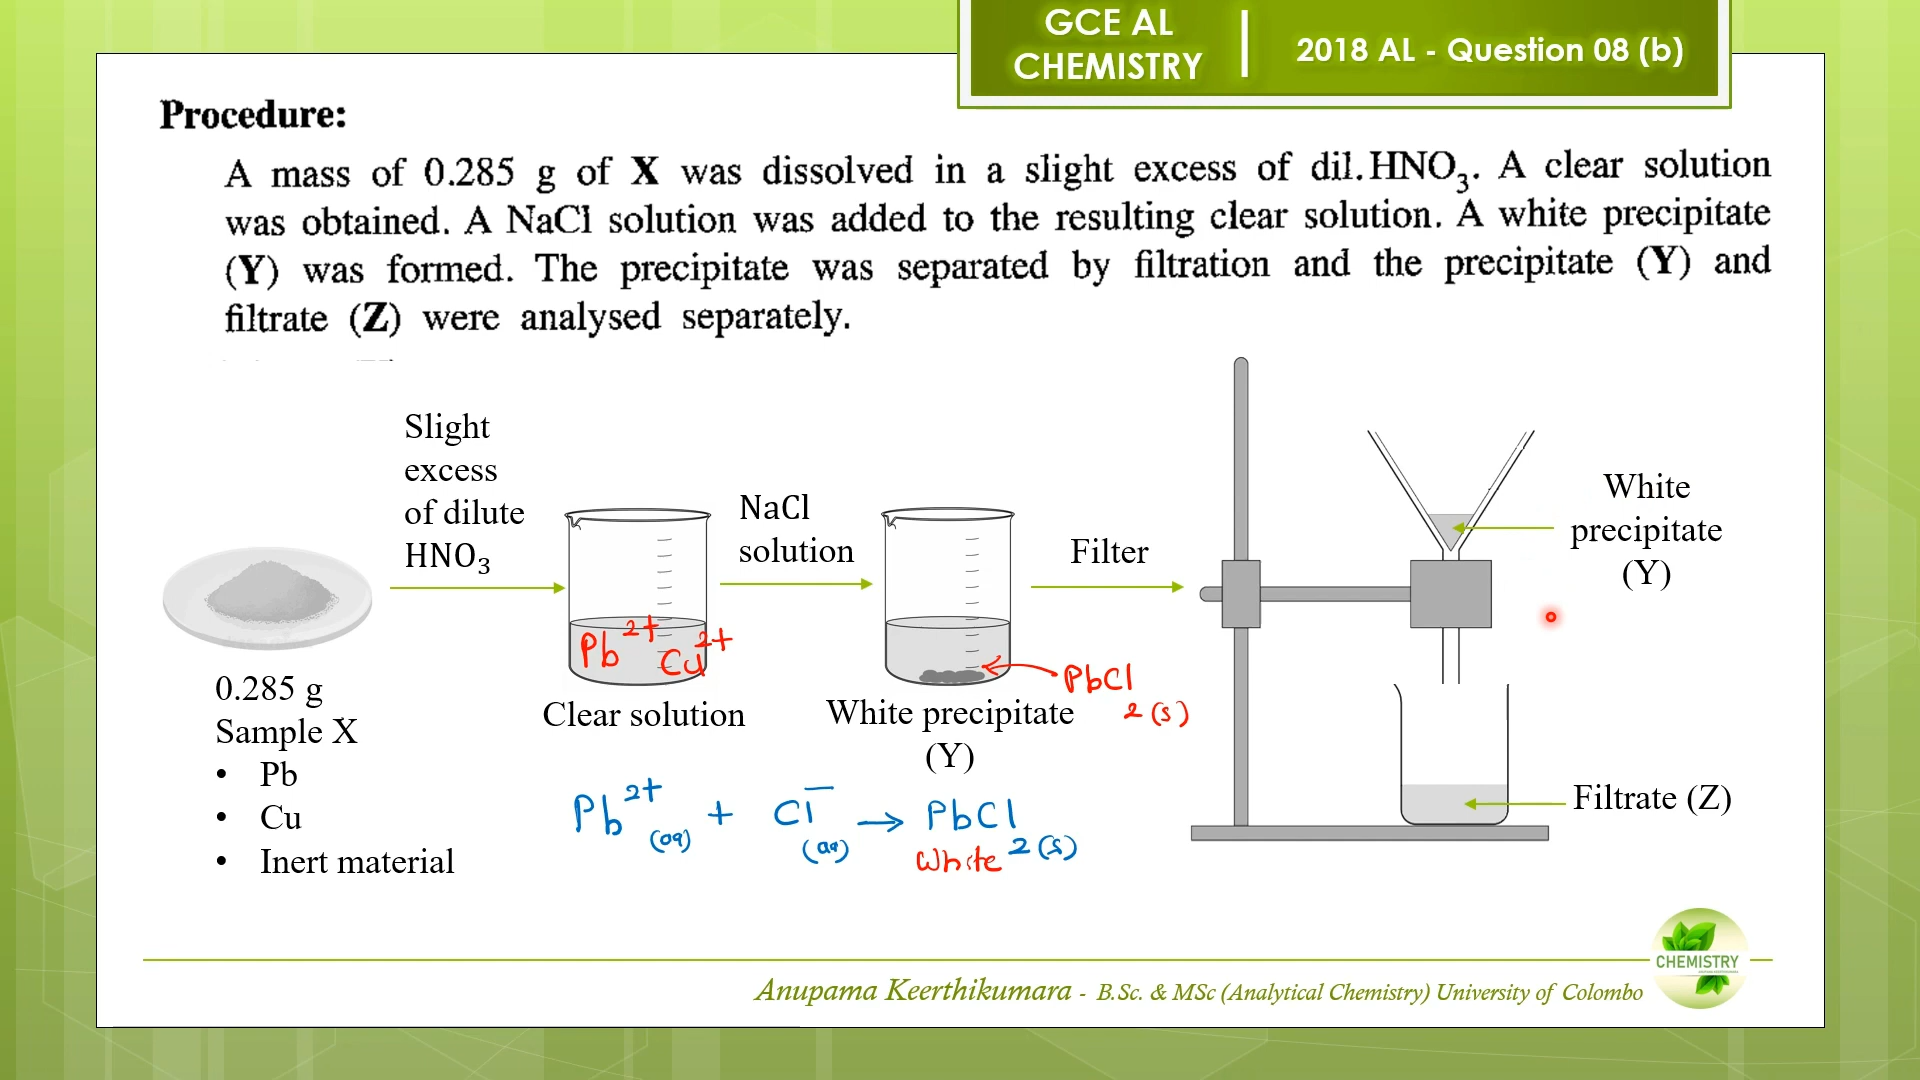 GCE AL
CHEMISTRY
2018 AL - Question 08 (b)
Procedure:
A mass of 0.285 g of X was dissolved in a slight excess of dil. HNO₃. A clear solution
was obtained. A NaCl solution was added to the resulting clear solution. A white precipitate
(Y) was formed. The precipitate was separated by filtration and the precipitate (Y) and
filtrate (Z) were analysed separately.
Slight
excess
of dilute
HNO₃
NaCl
solution
Filter
White
precipitate
(Y)
Pb²⁺ Cu²⁺
PbCl₂(s)
0.285 g
Sample X
• Pb
• Cu
• Inert material
Clear solution
White precipitate
(Y)
Filtrate (Z)
Pb²⁺(aq) + Cl⁻(aq) → PbCl₂(s)
White
CHEMISTRY
Anupama Keerthikumara - B.Sc. & MSc (Analytical Chemistry) University of Colombo